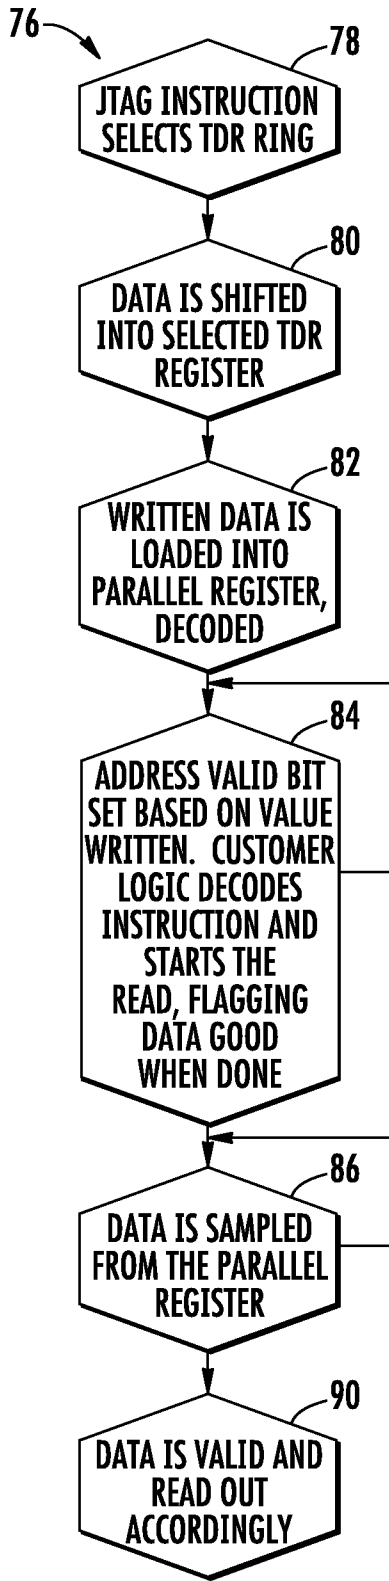 76
78
JTAG INSTRUCTION
SELECTS TDR RING
80
DATA IS SHIFTED
INTO SELECTED TDR
REGISTER
82
WRITTEN DATA IS
LOADED INTO
PARALLEL REGISTER,
DECODED
84
ADDRESS VALID BIT
SET BASED ON VALUE
WRITTEN. CUSTOMER
LOGIC DECODES
INSTRUCTION AND
STARTS THE
READ, FLAGGING
DATA GOOD
WHEN DONE
86
DATA IS SAMPLED
FROM THE PARALLEL
REGISTER
90
DATA IS VALID AND
READ OUT
ACCORDINGLY